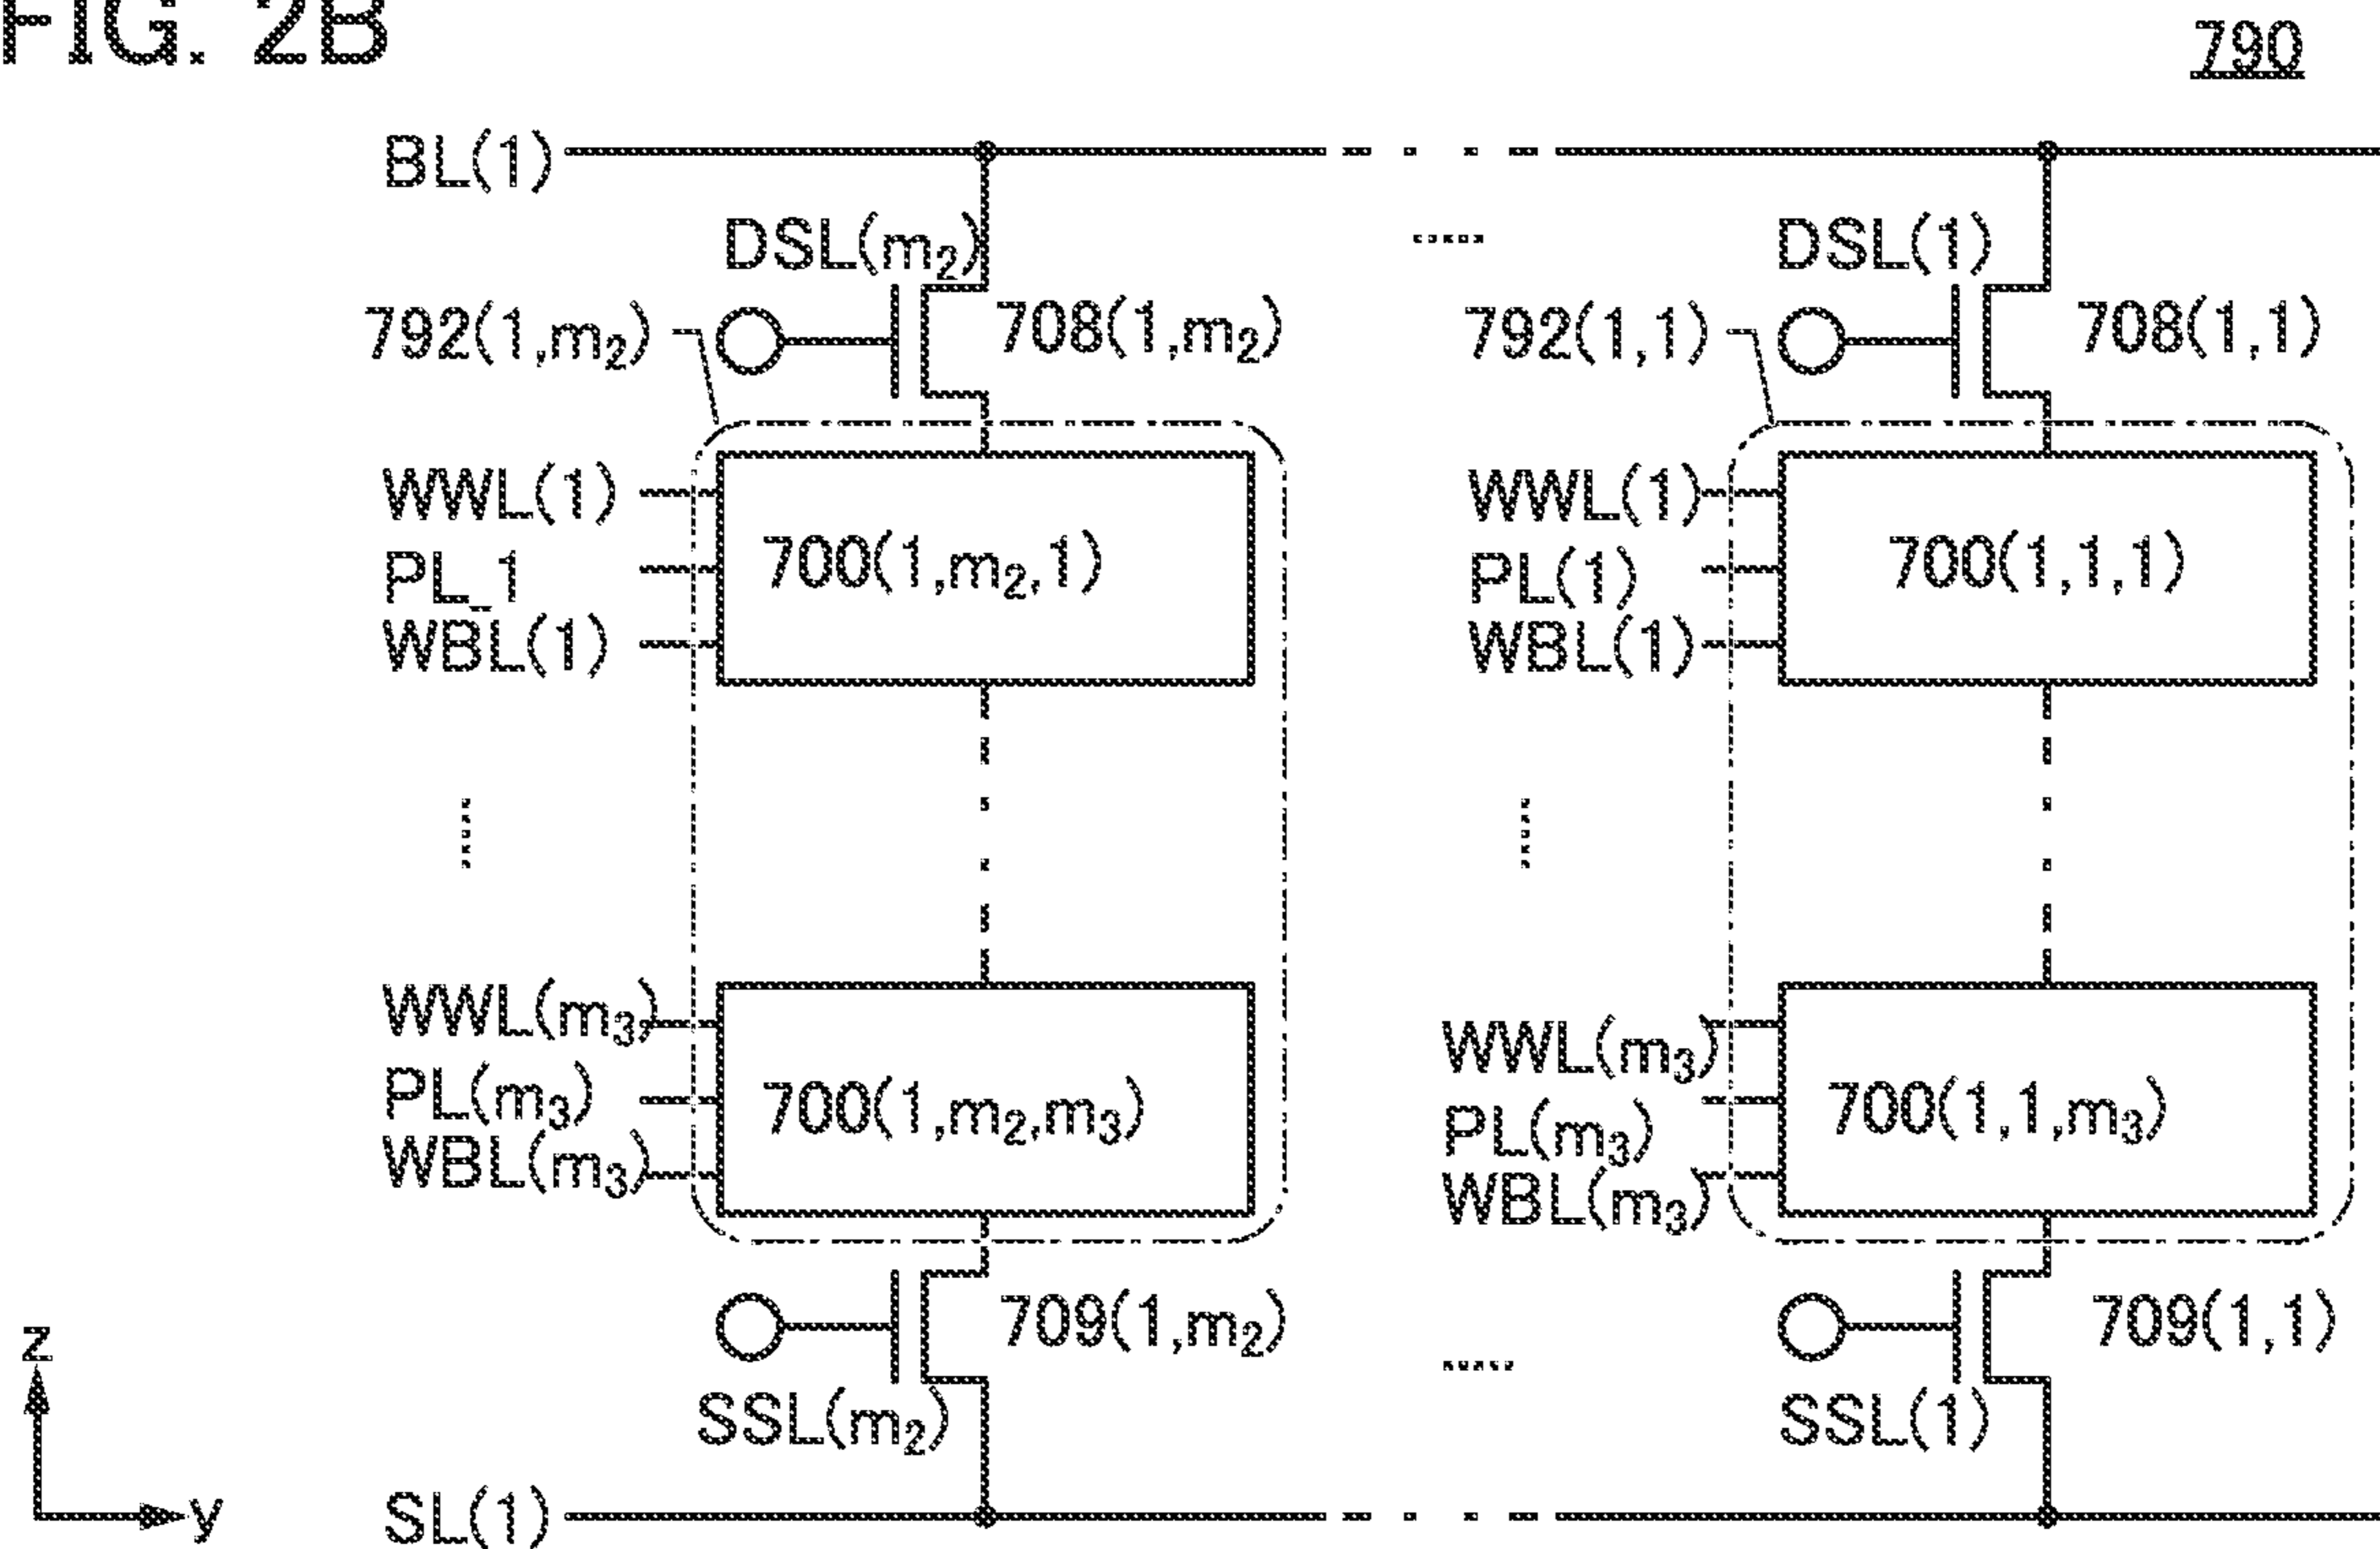 FIG. 2B
790
BL(1)
DSL(m₂)
DSL(1)
792(1,m₂)
708(1,m₂)
792(1,1)
708(1,1)
WWL(1)
PL_1
WBL(1)
700(1,m₂,1)
WWL(1)
PL(1)
WBL(1)
700(1,1,1)
WWL(m₃)
PL(m₃)
WBL(m₃)
700(1,m₂,m₃)
WWL(m₃)
PL(m₃)
WBL(m₃)
700(1,1,m₃)
709(1,m₂)
SSL(m₂)
709(1,1)
SSL(1)
z
y
SL(1)